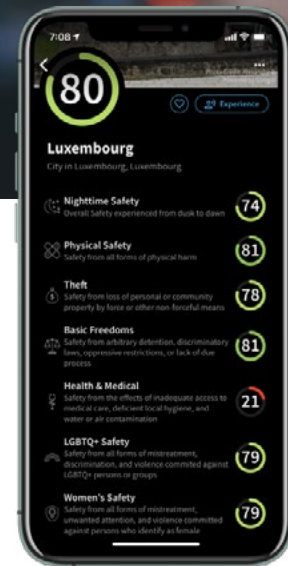 7:08
80
Experience
Luxembourg
City in Luxembourg, Luxembourg
Nighttime Safety
Overall Safety experienced from dusk to dawn
74
Physical Safety
Safety from all forms of physical harm
81
Theft
Safety from loss of personal or community
property by force or other non-forceful means
78
Basic Freedoms
Safety from arbitrary detention, discriminatory
laws, oppressive restrictions, or lack of due
process
81
Health & Medical
Safety from the effects of inadequate access to
medical care, deficient local hygiene, and
water or air contamination
21
LGBTQ+ Safety
Safety from all forms of mistreatment,
discrimination, and violence commited against
LGBTQ+ persons or groups
79
Women's Safety
Safety from all forms of mistreatment,
unwanted attention, and violence committed
against persons who identify as female
79